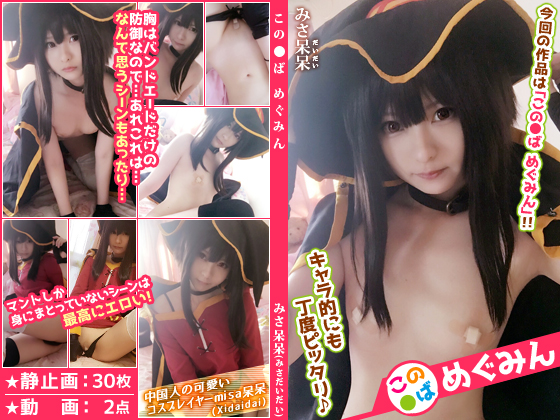 胸はバンドエードだけの
防御なので…あれこれは…
なんて思うシーンもあったり…
マントしか
身にまとっていないシーンは
最高にエロい!
★静止画:30枚
★動　画:　2点
中国人の可愛い
コスプレイヤーmisa呆呆
(Xidaidai)
この●ば めぐみん
みさ呆呆(みさだいだい)
みさ呆呆
だいだい
今回の作品は「この●ば めぐみん」!!
キャラ的にも
丁度ピッタリ♪
この●ば
めぐみん